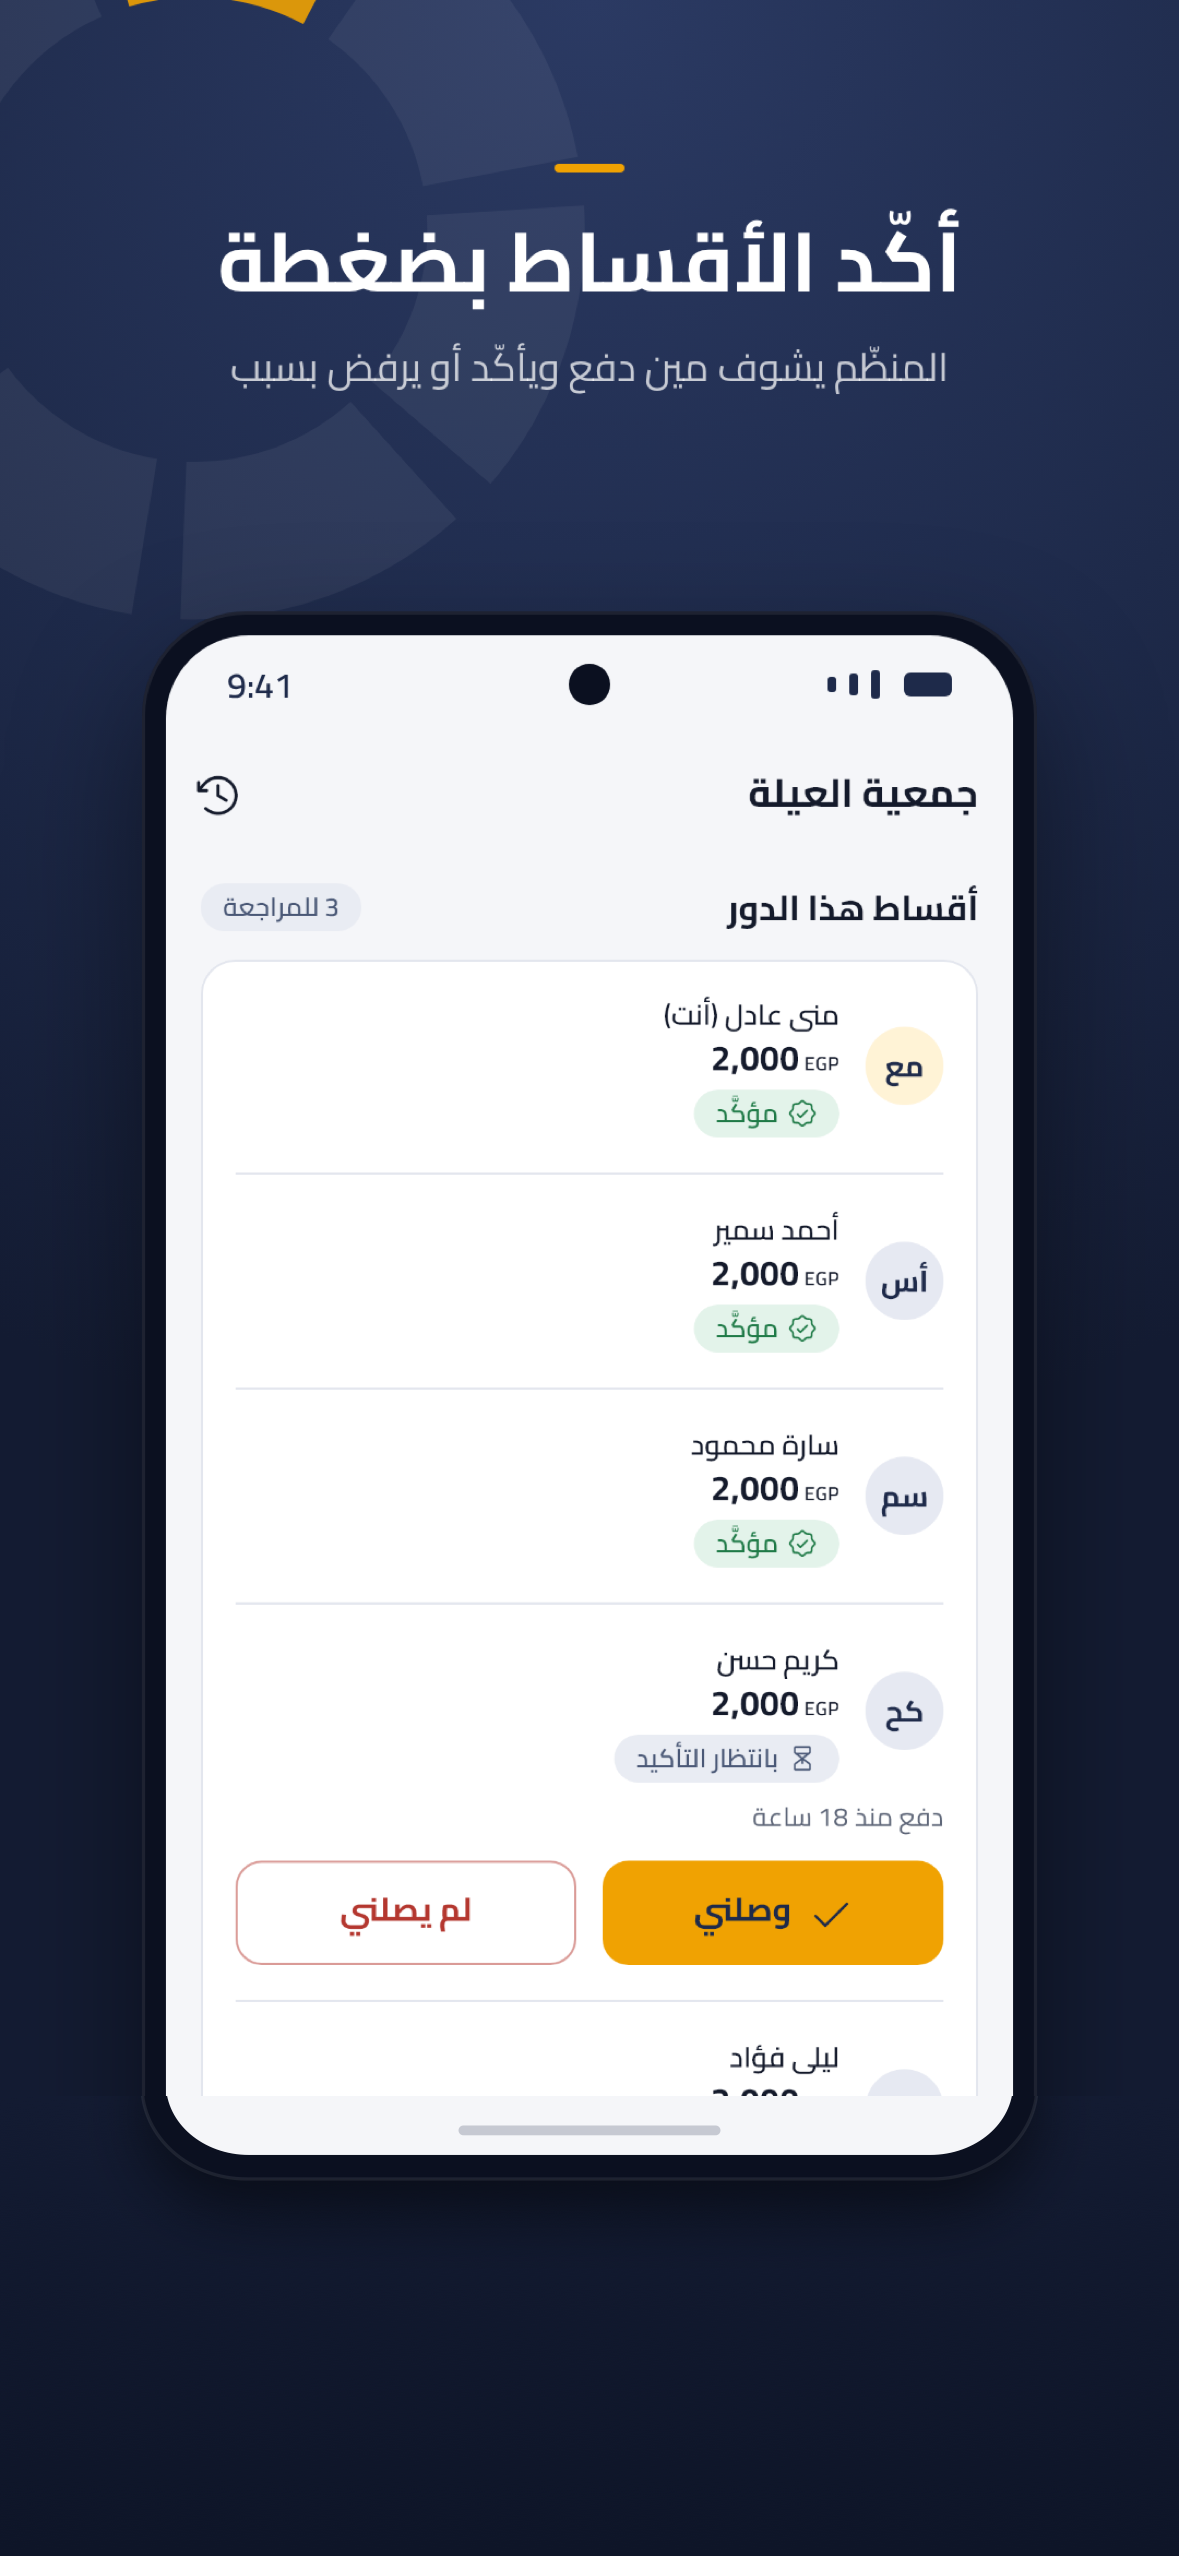 أكّد الأقساط بضغطة
المنظّم يشوف مين دفع ويأكّد أو يرفض بسبب
9:41
جمعية العيلة
أقساط هذا الدور
3 للمراجعة
منى عادل (أنت)
مع
2,000 EGP
مؤكَّد
أحمد سمير
أس
2,000 EGP
مؤكَّد
سارة محمود
سم
2,000 EGP
مؤكَّد
كريم حسن
كح
2,000 EGP
بانتظار التأكيد
دفع منذ 18 ساعة
وصلني
لم يصلني
ليلى فؤاد